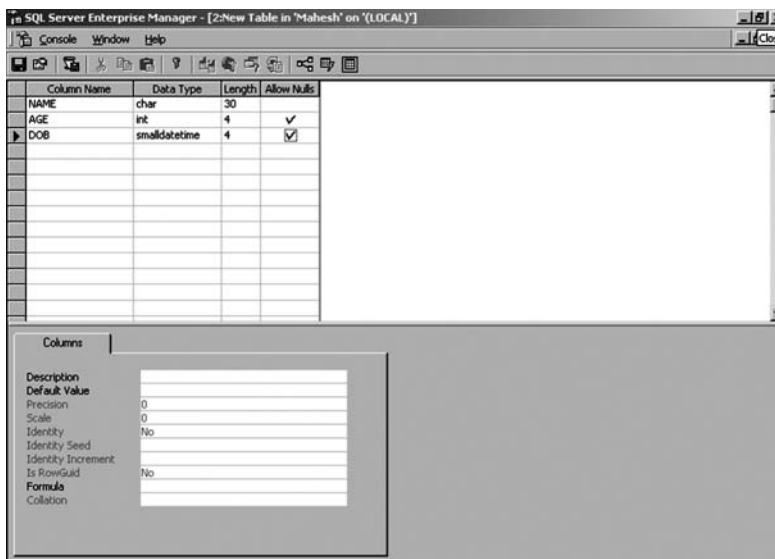 SQL Server Enterprise Manager - [2:New Table in 'Mahesh' on '(LOCAL)']
Console Window Help
Clos
Column Name Data Type Length Allow Nulls
NAME char 30
AGE int 4
DOB smalldatetime 4
Columns
Description
Default Value
Precision 0
Scale 0
Identity No
Identity Seed
Identity Increment
Is RowGuid No
Formula
Collation